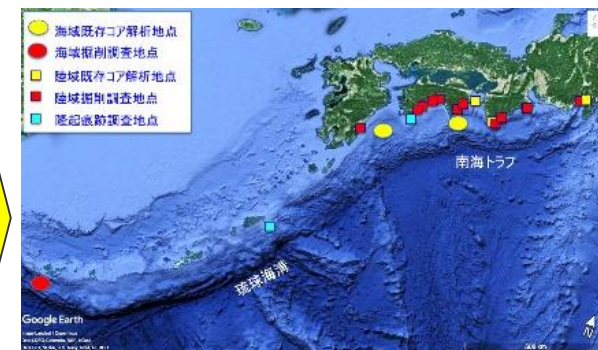 海域既存コア解析地点
海域掘削調査地点
陸域既存コア解析地点
陸域掘削調査地点
隆起痕跡調査地点
南海トラフ
琉球海溝
Google Earth
N